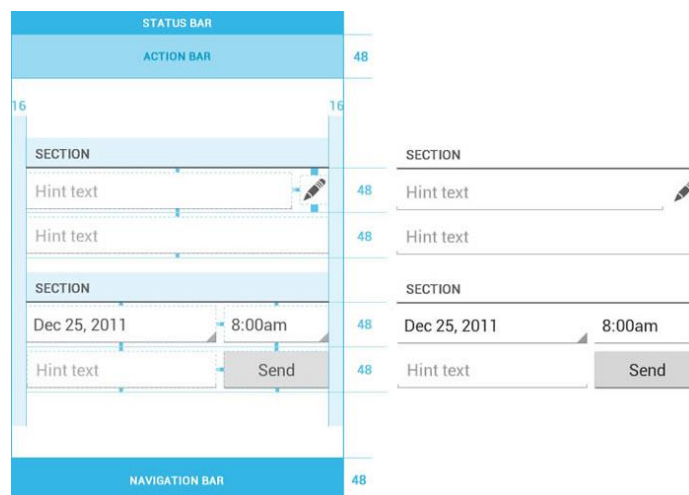 STATUS BAR
ACTION BAR
48
16
16
SECTION
Hint text
48
Hint text
48
SECTION
Dec 25, 2011
8:00am
48
Hint text
Send
48
NAVIGATION BAR
48
SECTION
Hint text
Hint text
SECTION
Dec 25, 2011
8:00am
Hint text
Send